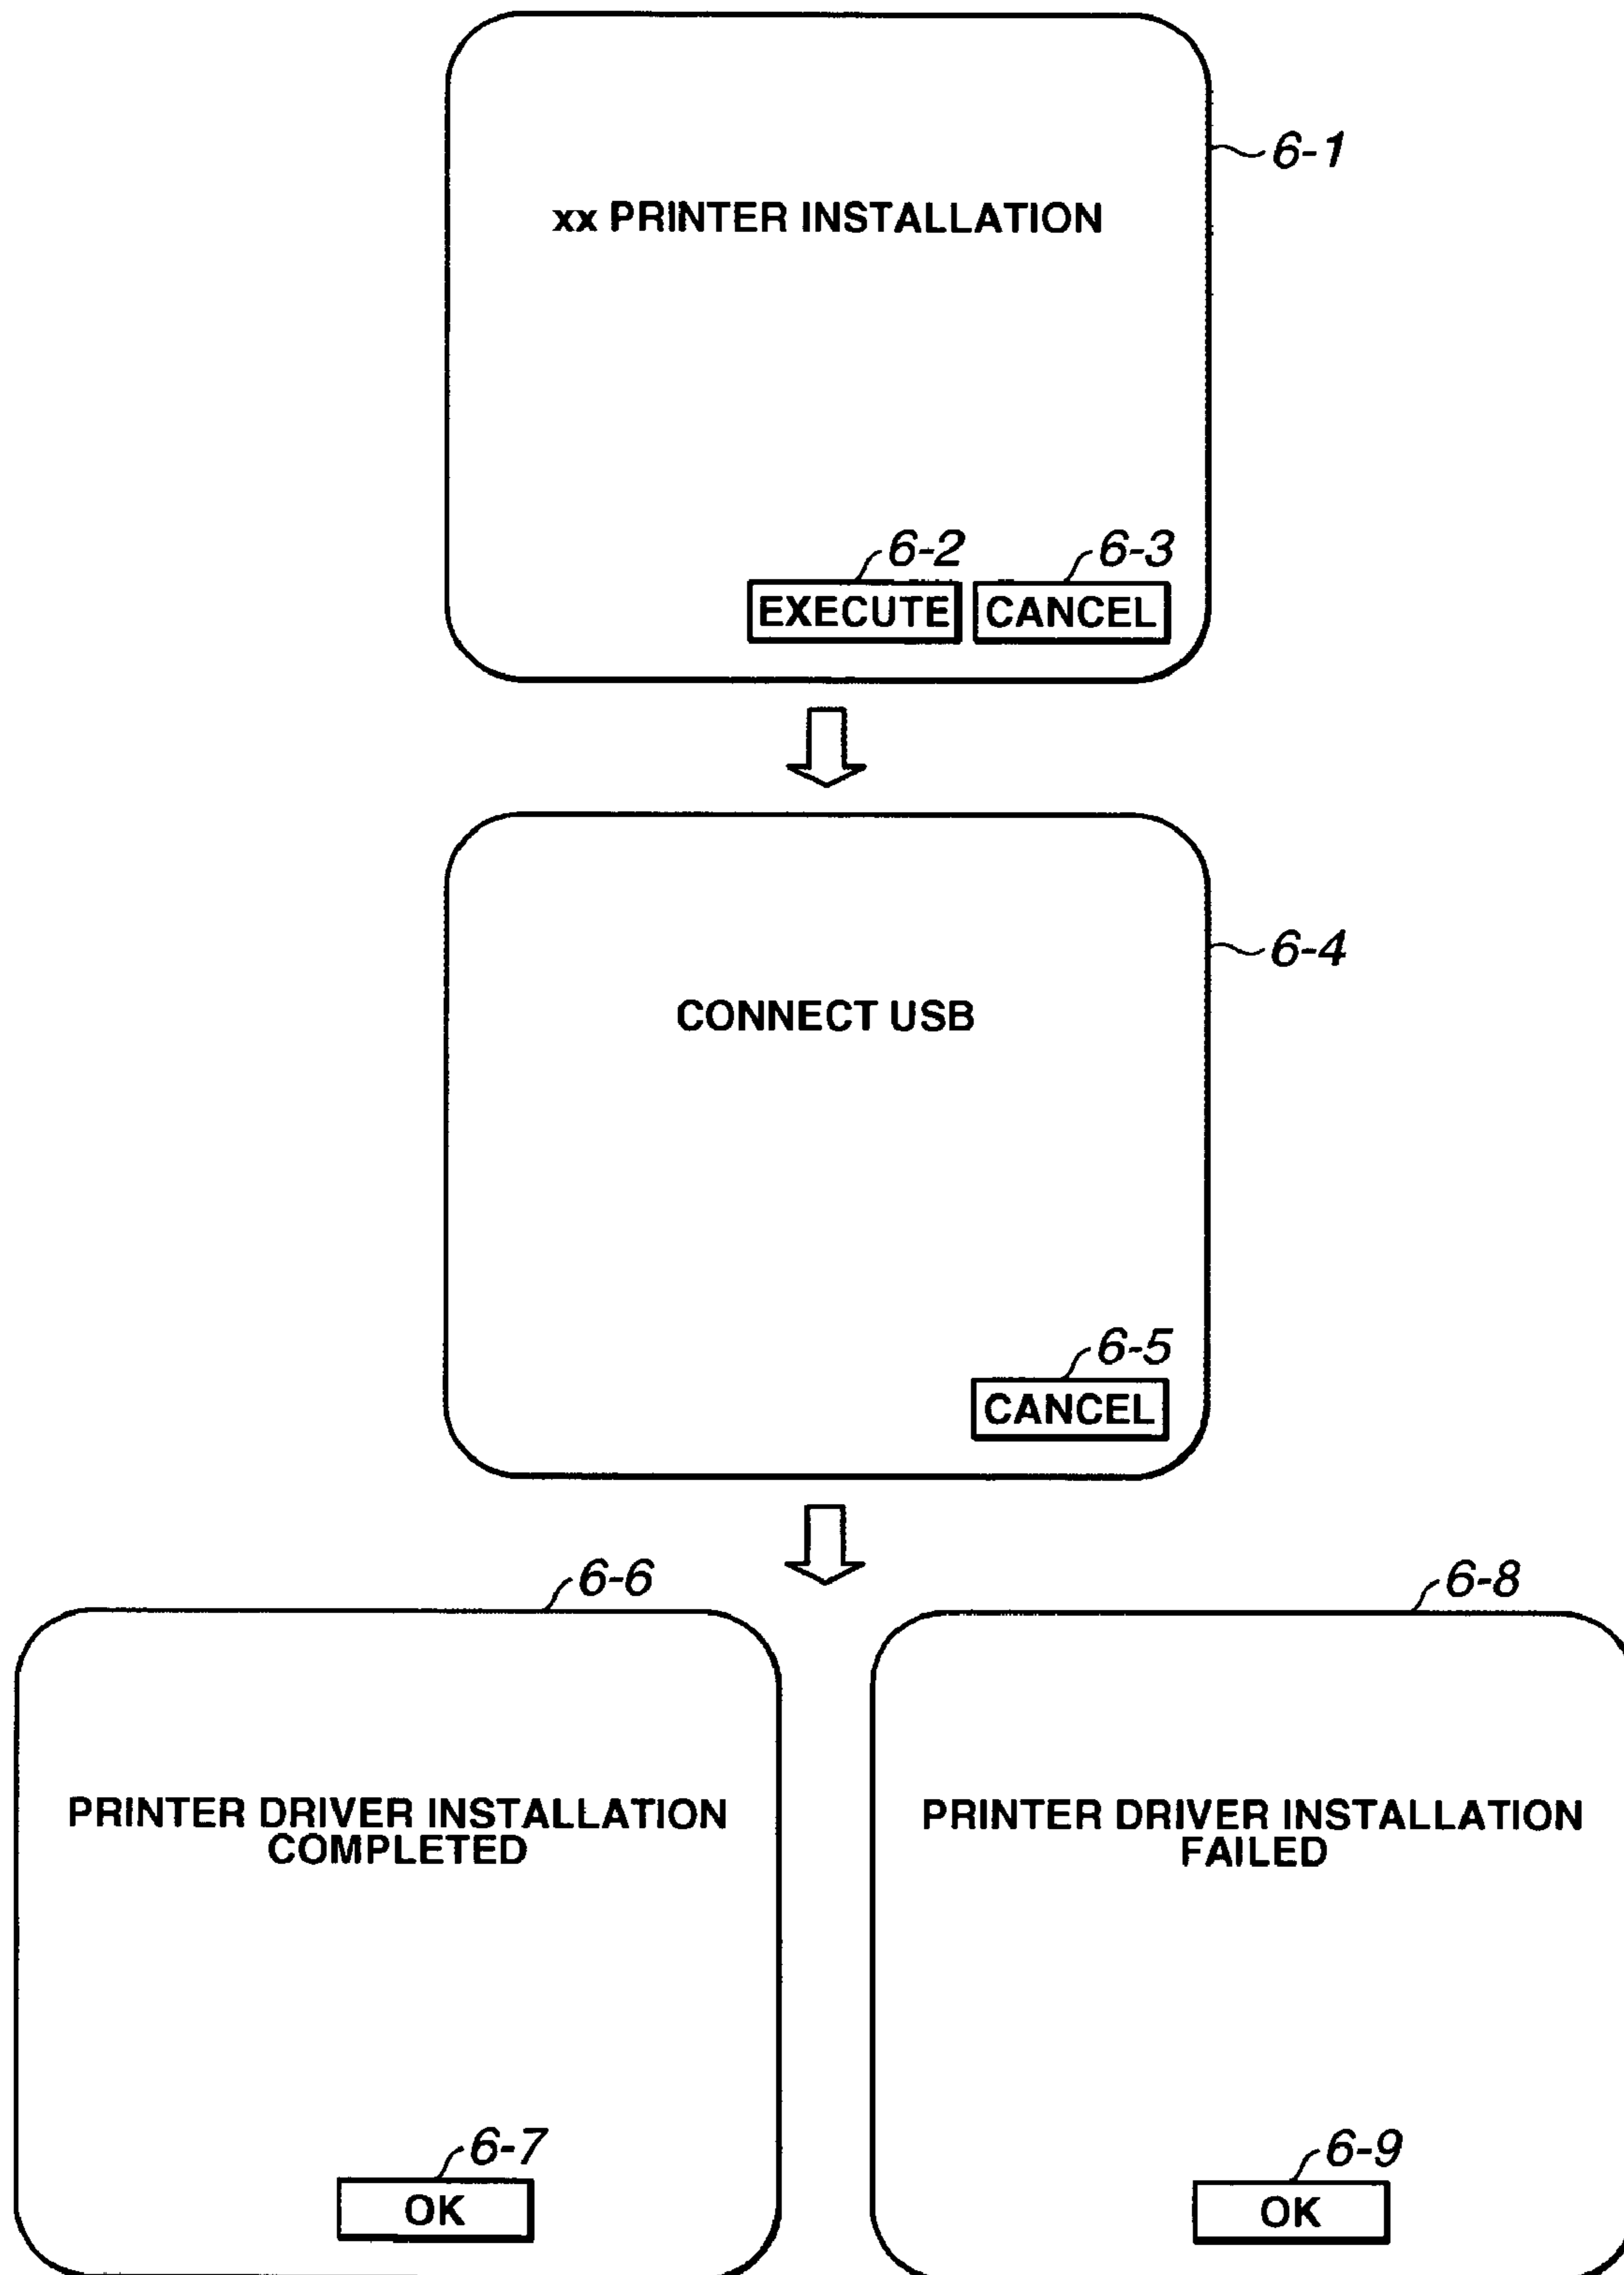 6-1
xx PRINTER INSTALLATION
6-2 6-3
EXECUTE CANCEL
6-4
CONNECT USB
6-5
CANCEL
6-6
PRINTER DRIVER INSTALLATION
COMPLETED
6-7
OK
6-8
PRINTER DRIVER INSTALLATION
FAILED
6-9
OK